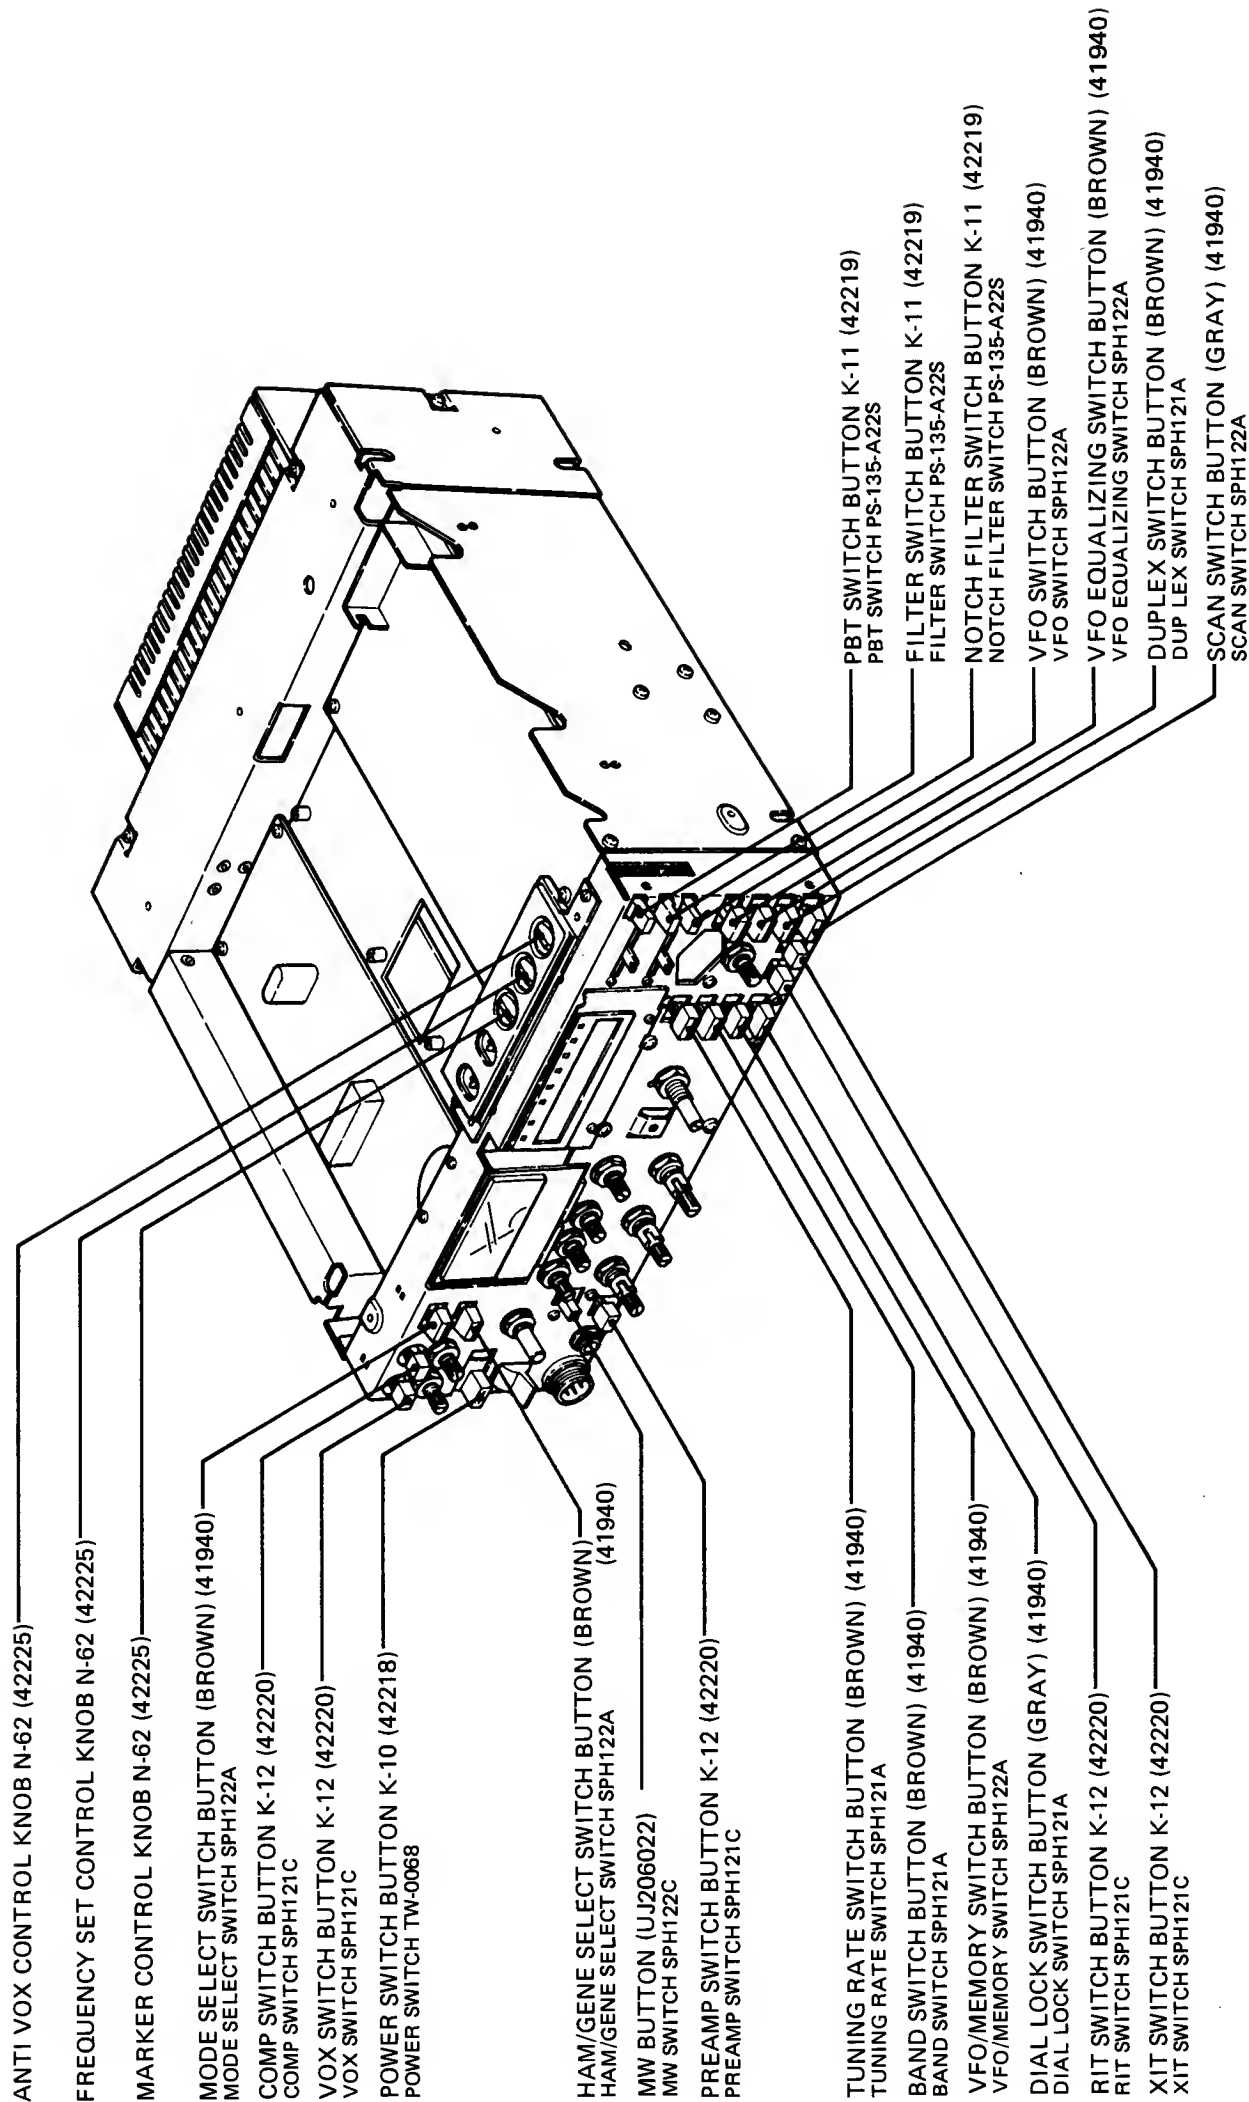 ANTI VOX CONTROL KNOB N-62 (42225)
FREQUENCY SET CONTROL KNOB N-62 (42225)
MARKER CONTROL KNOB N-62 (42225)
MODE SELECT SWITCH BUTTON (BROWN) (41940)
MODE SELECT SWITCH SPH122A
COMP SWITCH BUTTON K-12 (42220)
COMP SWITCH SPH121C
VOX SWITCH BUTTON K-12 (42220)
VOX SWITCH SPH121C
POWER SWITCH BUTTON K-10 (42218)
POWER SWITCH TW-0068
HAM/GENE SELECT SWITCH BUTTON (BROWN)
(41940)
HAM/GENE SELECT SWITCH SPH122A
MW BUTTON (UJ2060022)
MW SWITCH SPH122C
PREAMP SWITCH BUTTON K-12 (42220)
PREAMP SWITCH SPH121C
TUNING RATE SWITCH BUTTON (BROWN) (41940)
TUNING RATE SWITCH SPH121A
BAND SWITCH BUTTON (BROWN) (41940)
BAND SWITCH SPH121A
VFO/MEMORY SWITCH BUTTON (BROWN) (41940)
VFO/MEMORY SWITCH SPH122A
DIAL LOCK SWITCH BUTTON (GRAY) (41940)
DIAL LOCK SWITCH SPH121A
RIT SWITCH BUTTON K-12 (42220)
RIT SWITCH SPH121C
XIT SWITCH BUTTON K-12 (42220)
XIT SWITCH SPH121C
PBT SWITCH BUTTON K-11 (42219)
PBT SWITCH PS-135-A22S
FILTER SWITCH BUTTON K-11 (42219)
FILTER SWITCH PS-135-A22S
NOTCH FILTER SWITCH BUTTON K-11 (42219)
NOTCH FILTER SWITCH PS-135-A22S
VFO SWITCH BUTTON (BROWN) (41940)
VFO SWITCH SPH122A
VFO EQUALIZING SWITCH BUTTON (BROWN) (41940)
VFO EQUALIZING SWITCH SPH122A
DUPLEX SWITCH BUTTON (BROWN) (41940)
DUP LEX SWITCH SPH121A
SCAN SWITCH BUTTON (GRAY) (41940)
SCAN SWITCH SPH122A